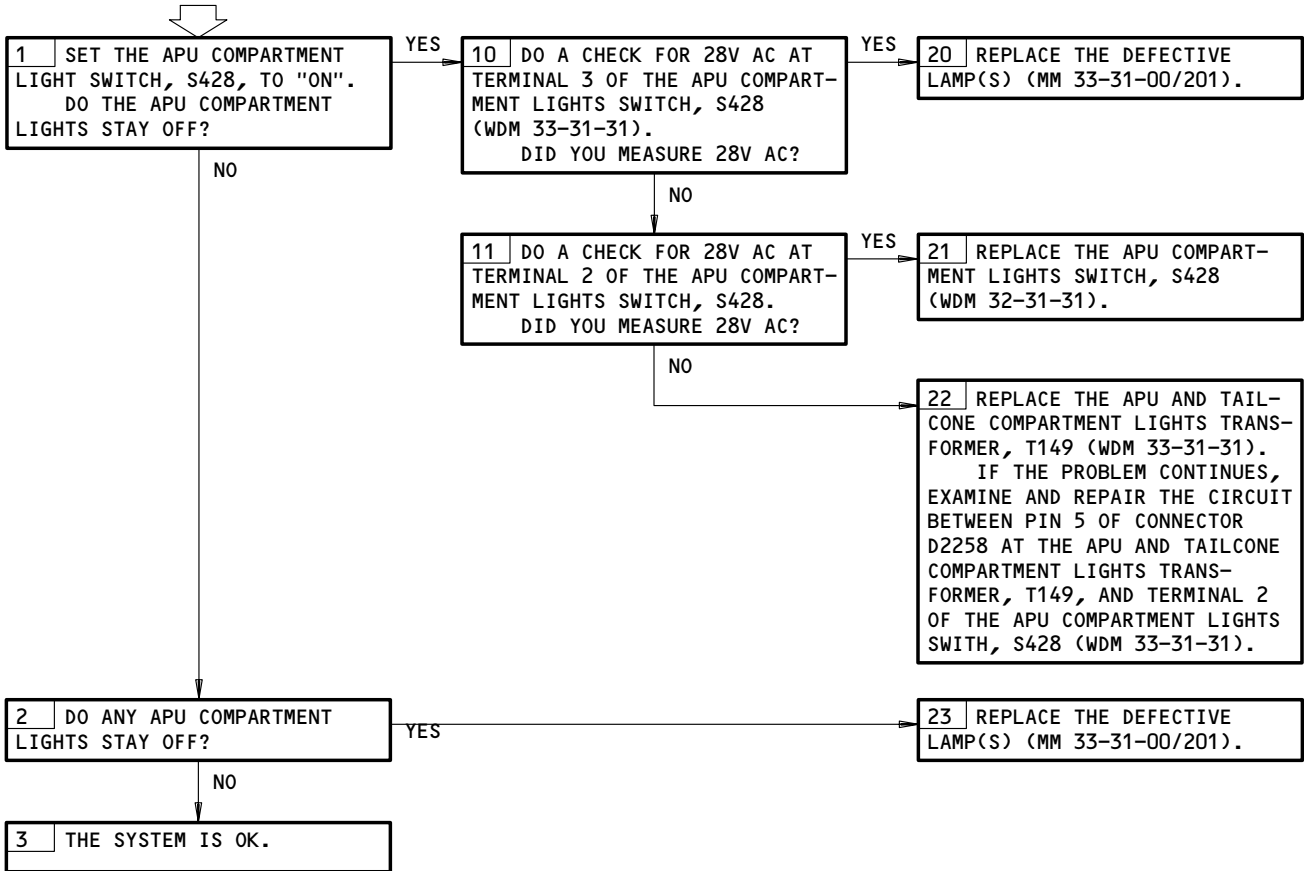 1 SET THE APU COMPARTMENT
LIGHT SWITCH, S428, TO "ON".
DO THE APU COMPARTMENT
LIGHTS STAY OFF?
YES
NO
10 DO A CHECK FOR 28V AC AT
TERMINAL 3 OF THE APU COMPART-
MENT LIGHTS SWITCH, S428
(WDM 33-31-31).
DID YOU MEASURE 28V AC?
YES
NO
20 REPLACE THE DEFECTIVE
LAMP(S) (MM 33-31-00/201).
11 DO A CHECK FOR 28V AC AT
TERMINAL 2 OF THE APU COMPART-
MENT LIGHTS SWITCH, S428.
DID YOU MEASURE 28V AC?
YES
NO
21 REPLACE THE APU COMPART-
MENT LIGHTS SWITCH, S428
(WDM 32-31-31).
22 REPLACE THE APU AND TAIL-
CONE COMPARTMENT LIGHTS TRANS-
FORMER, T149 (WDM 33-31-31).
IF THE PROBLEM CONTINUES,
EXAMINE AND REPAIR THE CIRCUIT
BETWEEN PIN 5 OF CONNECTOR
D2258 AT THE APU AND TAILCONE
COMPARTMENT LIGHTS TRANS-
FORMER, T149, AND TERMINAL 2
OF THE APU COMPARTMENT LIGHTS
SWITH, S428 (WDM 33-31-31).
2 DO ANY APU COMPARTMENT
LIGHTS STAY OFF?
YES
NO
23 REPLACE THE DEFECTIVE
LAMP(S) (MM 33-31-00/201).
3 THE SYSTEM IS OK.